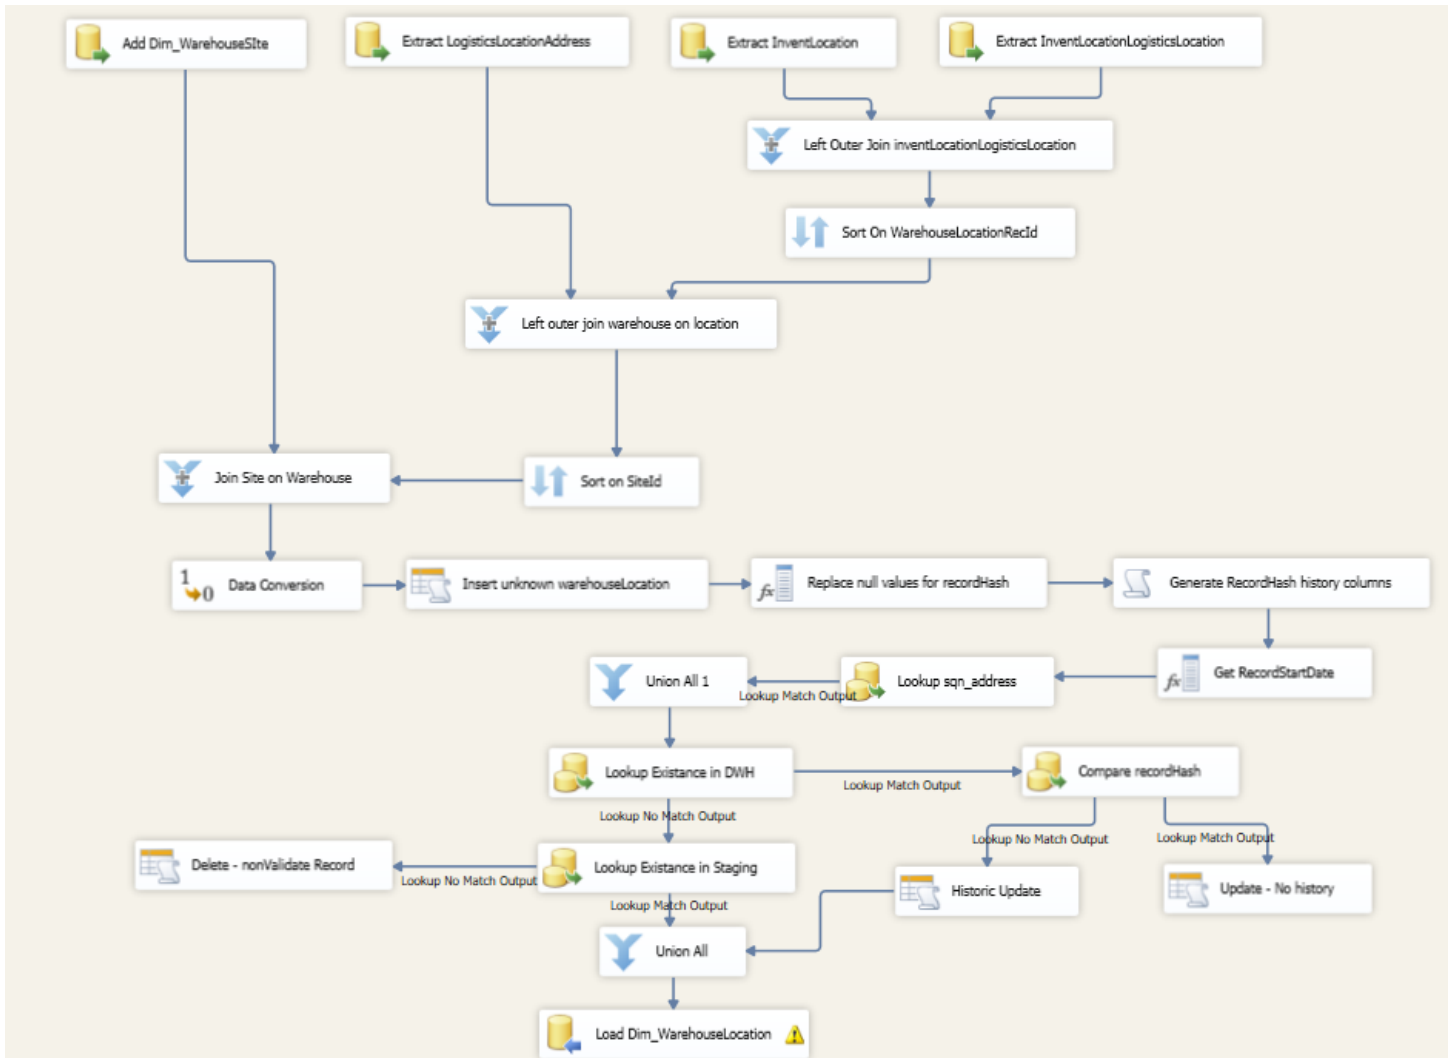 Add Dim_WarehouseSIte
Extract LogisticsLocationAddress
Extract InventLocation
Extract InventLocationLogisticsLocation
Left Outer Join inventLocationLogisticsLocation
Sort On WarehouseLocationRecId
Left outer join warehouse on location
Join Site on Warehouse
Sort on SiteId
Data Conversion
Insert unknown warehouseLocation
Replace null values for recordHash
Generate RecordHash history columns
Union All 1
Lookup Match Output
Lookup sqn_address
Get RecordStartDate
Lookup Existance in DWH
Lookup Match Output
Compare recordHash
Lookup No Match Output
Lookup No Match Output
Lookup Match Output
Delete - nonValidate Record
Lookup No Match Output
Lookup Existance in Staging
Historic Update
Update - No history
Lookup Match Output
Union All
Load Dim_WarehouseLocation